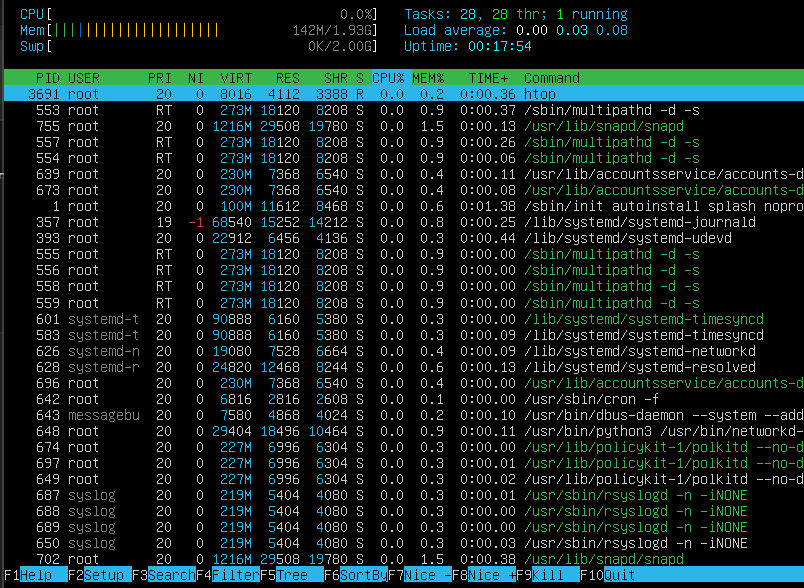 CPU[ 0.0%] Tasks: 28, 28 thr; 1 running
Mem[||||||||||||||||||||| 142M/1.93G] Load average: 0.00 0.03 0.08
Swp[ 0K/2.00G] Uptime: 00:17:54
PID USER PRI NI VIRT RES SHR S CPU% MEM% TIME+ Command
3691 root 20 0 8016 4112 3388 R 0.0 0.2 0:00.36 htop
553 root RT 0 273M 18120 8208 S 0.0 0.9 0:00.37 /sbin/multipathd -d -s
755 root 20 0 1216M 29508 19780 S 0.0 1.5 0:00.13 /usr/lib/snapd/snapd
557 root RT 0 273M 18120 8208 S 0.0 0.9 0:00.26 /sbin/multipathd -d -s
554 root RT 0 273M 18120 8208 S 0.0 0.9 0:00.06 /sbin/multipathd -d -s
639 root 20 0 230M 7368 6540 S 0.0 0.4 0:00.11 /usr/lib/accountsservice/accounts-d
673 root 20 0 230M 7368 6540 S 0.0 0.4 0:00.08 /usr/lib/accountsservice/accounts-d
1 root 20 0 100M 11612 8468 S 0.0 0.6 0:01.38 /sbin/init autoinstall splash nopro
357 root 19 -1 68540 15252 14212 S 0.0 0.8 0:00.25 /lib/systemd/systemd-journald
393 root 20 0 22912 6456 4136 S 0.0 0.3 0:00.44 /lib/systemd/systemd-udevd
555 root RT 0 273M 18120 8208 S 0.0 0.9 0:00.00 /sbin/multipathd -d -s
556 root RT 0 273M 18120 8208 S 0.0 0.9 0:00.00 /sbin/multipathd -d -s
558 root RT 0 273M 18120 8208 S 0.0 0.9 0:00.00 /sbin/multipathd -d -s
559 root RT 0 273M 18120 8208 S 0.0 0.9 0:00.00 /sbin/multipathd -d -s
601 systemd-t 20 0 90888 6160 5380 S 0.0 0.3 0:00.00 /lib/systemd/systemd-timesyncd
583 systemd-t 20 0 90888 6160 5380 S 0.0 0.3 0:00.09 /lib/systemd/systemd-timesyncd
626 systemd-n 20 0 19080 7528 6664 S 0.0 0.4 0:00.09 /lib/systemd/systemd-networkd
628 systemd-r 20 0 24820 12468 8244 S 0.0 0.6 0:00.13 /lib/systemd/systemd-resolved
696 root 20 0 230M 7368 6540 S 0.0 0.4 0:00.00 /usr/lib/accountsservice/accounts-d
642 root 20 0 6816 2816 2608 S 0.0 0.1 0:00.00 /usr/sbin/cron -f
643 messagebu 20 0 7580 4868 4024 S 0.0 0.2 0:00.10 /usr/bin/dbus-daemon --system --add
648 root 20 0 29404 18496 10464 S 0.0 0.9 0:00.11 /usr/bin/python3 /usr/bin/networkd-
674 root 20 0 227M 6996 6304 S 0.0 0.3 0:00.00 /usr/lib/policykit-1/polkitd --no-d
697 root 20 0 227M 6996 6304 S 0.0 0.3 0:00.01 /usr/lib/policykit-1/polkitd --no-d
649 root 20 0 227M 6996 6304 S 0.0 0.3 0:00.02 /usr/lib/policykit-1/polkitd --no-d
687 syslog 20 0 219M 5404 4080 S 0.0 0.3 0:00.01 /usr/sbin/rsyslogd -n -iNONE
688 syslog 20 0 219M 5404 4080 S 0.0 0.3 0:00.00 /usr/sbin/rsyslogd -n -iNONE
689 syslog 20 0 219M 5404 4080 S 0.0 0.3 0:00.00 /usr/sbin/rsyslogd -n -iNONE
650 syslog 20 0 219M 5404 4080 S 0.0 0.3 0:00.03 /usr/sbin/rsyslogd -n -iNONE
702 root 20 0 1216M 29508 19780 S 0.0 1.5 0:00.38 /usr/lib/snapd/snapd
F1Help F2Setup F3SearchF4FilterF5Tree F6SortByF7Nice -F8Nice +F9Kill F10Quit